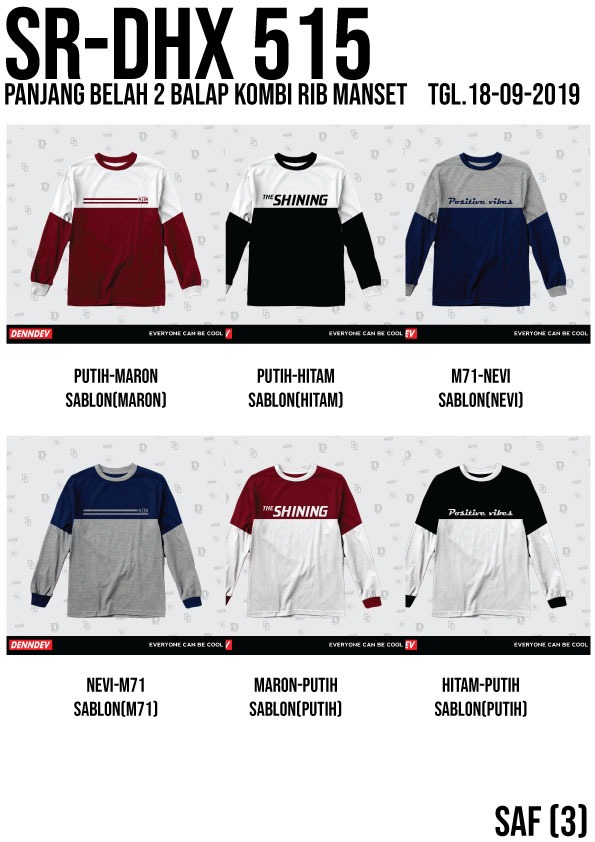 SR-DHX 515
PANJANG BELAH 2 BALAP KOMBI RIB MANSET TGL.18-09-2019
THE SHINING
Positive vibes
DENNDEV EVERYONE CAN BE COOL EVERYONE CAN BE COOL EV EVERYONE CAN BE COOL
PUTIH-MARON PUTIH-HITAM M71-NEVI
SABLON(MARON) SABLON(HITAM) SABLON(NEVI)
THE SHINING
Positive vibes
DENNDEV EVERYONE CAN BE COOL EVERYONE CAN BE COOL EV EVERYONE CAN BE COOL
NEVI-M71 MARON-PUTIH HITAM-PUTIH
SABLON(M71) SABLON(PUTIH) SABLON(PUTIH)
SAF (3)